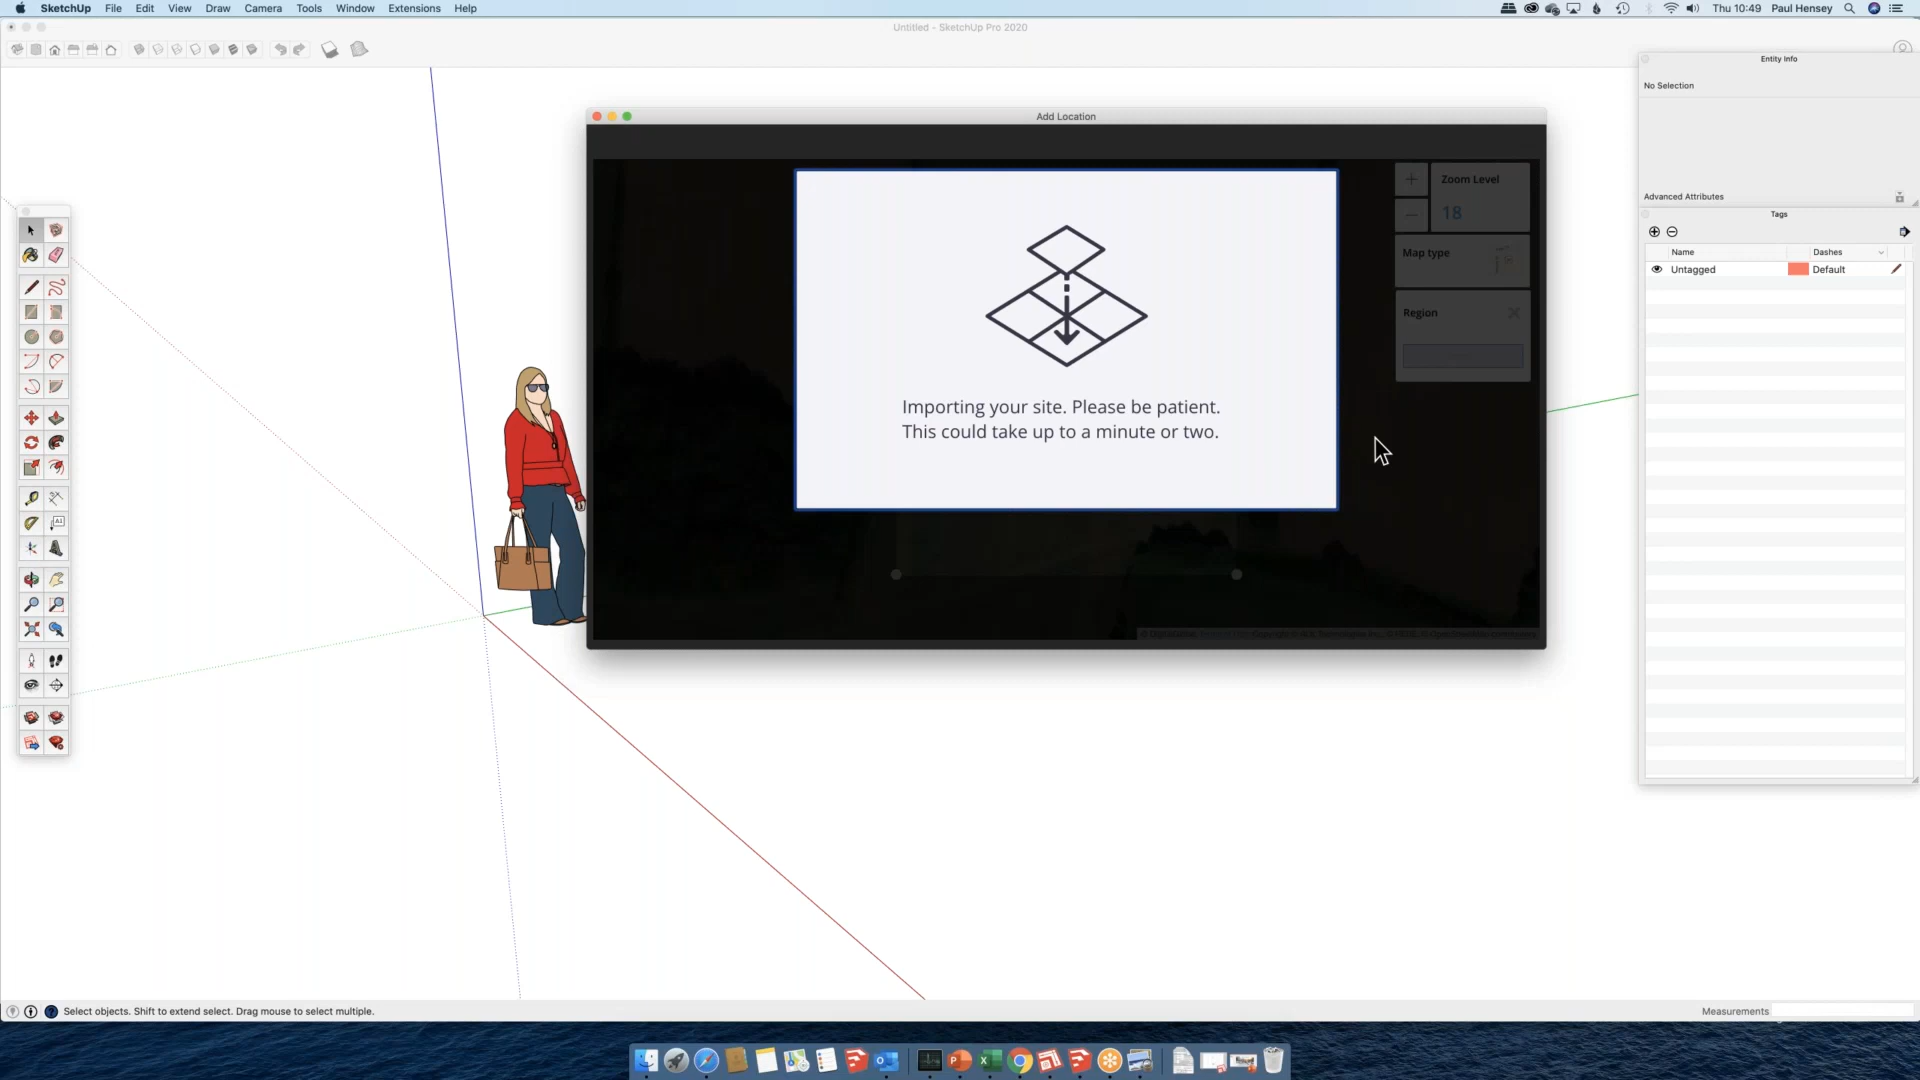 SketchUp File Edit View Draw Camera Tools Window Extensions Help
Thu 10:49 Paul Hensey
Untitled - SketchUp Pro 2020
Entity Info
No Selection
Add Location
Zoom Level
18
Map type
Region
Importing your site. Please be patient.
This could take up to a minute or two.
Advanced Attributes
Tags
Name Dashes
Untagged Default
Select objects. Shift to extend select. Drag mouse to select multiple.
Measurements